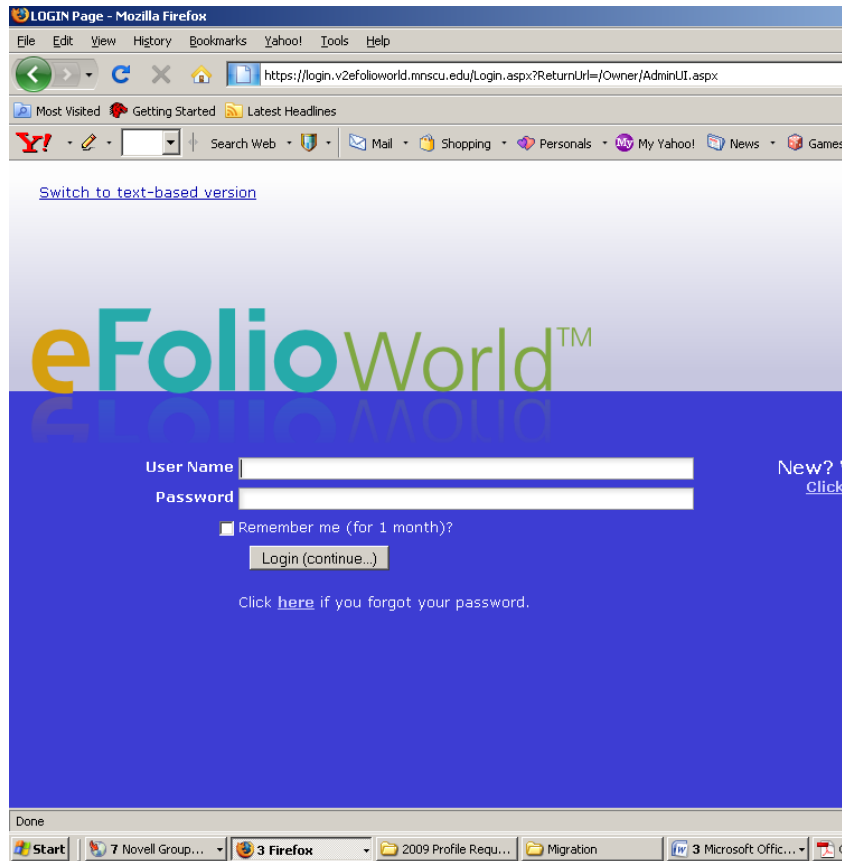 LOGIN Page - Mozilla Firefox
File Edit View History Bookmarks Yahoo! Tools Help
https://login.v2efolioworld.mnscu.edu/Login.aspx?ReturnUrl=/Owner/AdminUI.aspx
Most Visited Getting Started Latest Headlines
Y! Search Web Mail Shopping Personals My My Yahoo! News Games
Switch to text-based version
eFolioWorld™
User Name
New?
Password
Click
Remember me (for 1 month)?
Login (continue...)
Click here if you forgot your password.
Done
Start 7 Novell Group... 3 Firefox 2009 Profile Requ... Migration 3 Microsoft Offic...